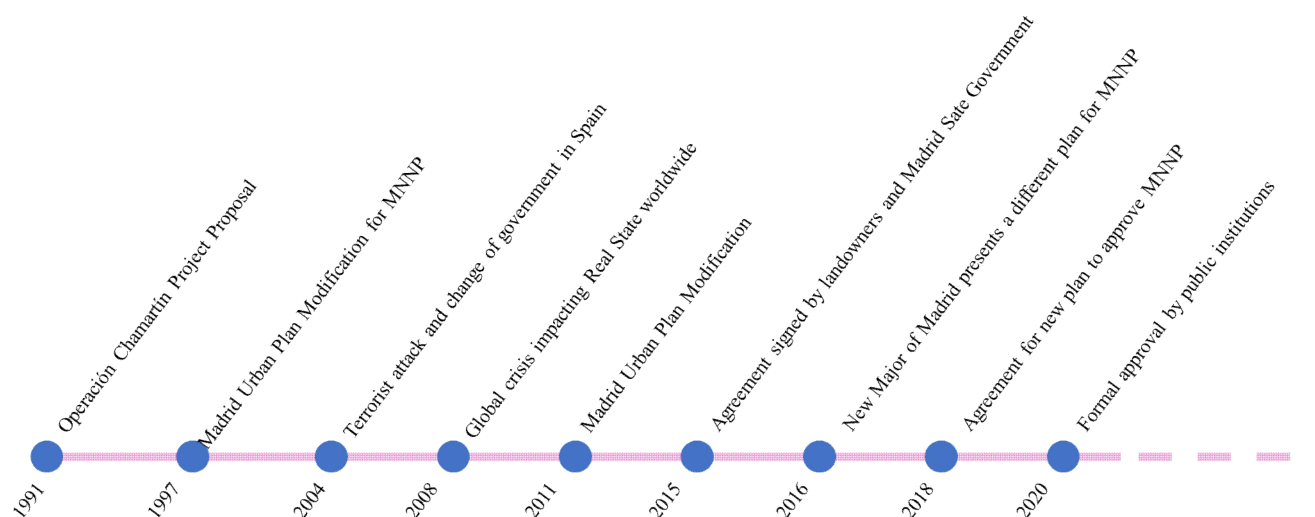 Operación Chamartín Project Proposal
Madrid Urban Plan Modification for MNNP
Terrorist attack and change of government in Spain
Global crisis impacting Real State worldwide
Madrid Urban Plan Modification
Agreement signed by landowners and Madrid Sate Government
New Major of Madrid presents a different plan for MNNP
Agreement for new plan to approve MNNP
Formal approval by public institutions
1991
1997
2004
2008
2011
2015
2016
2018
2020